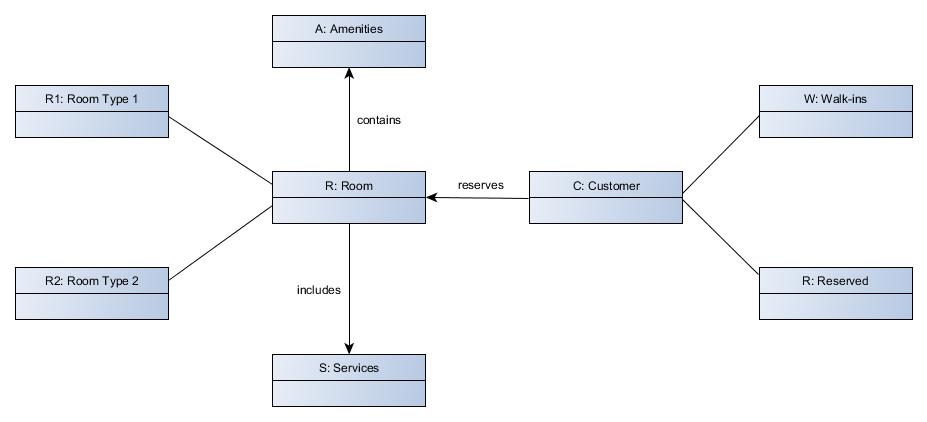 A: Amenities
R1: Room Type 1
W: Walk-ins
contains
R: Room
reserves
C: Customer
R2: Room Type 2
R: Reserved
includes
S: Services